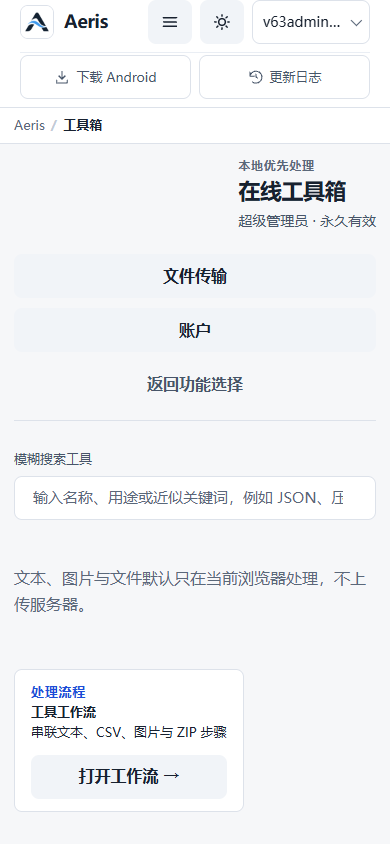 Aeris
v63admin...
下载 Android
更新日志
Aeris / 工具箱
本地优先处理
在线工具箱
超级管理员 · 永久有效
文件传输
账户
返回功能选择
模糊搜索工具
输入名称、用途或近似关键词，例如 JSON、压
文本、图片与文件默认只在当前浏览器处理，不上
传服务器。
处理流程
工具工作流
串联文本、CSV、图片与 ZIP 步骤
打开工作流 →